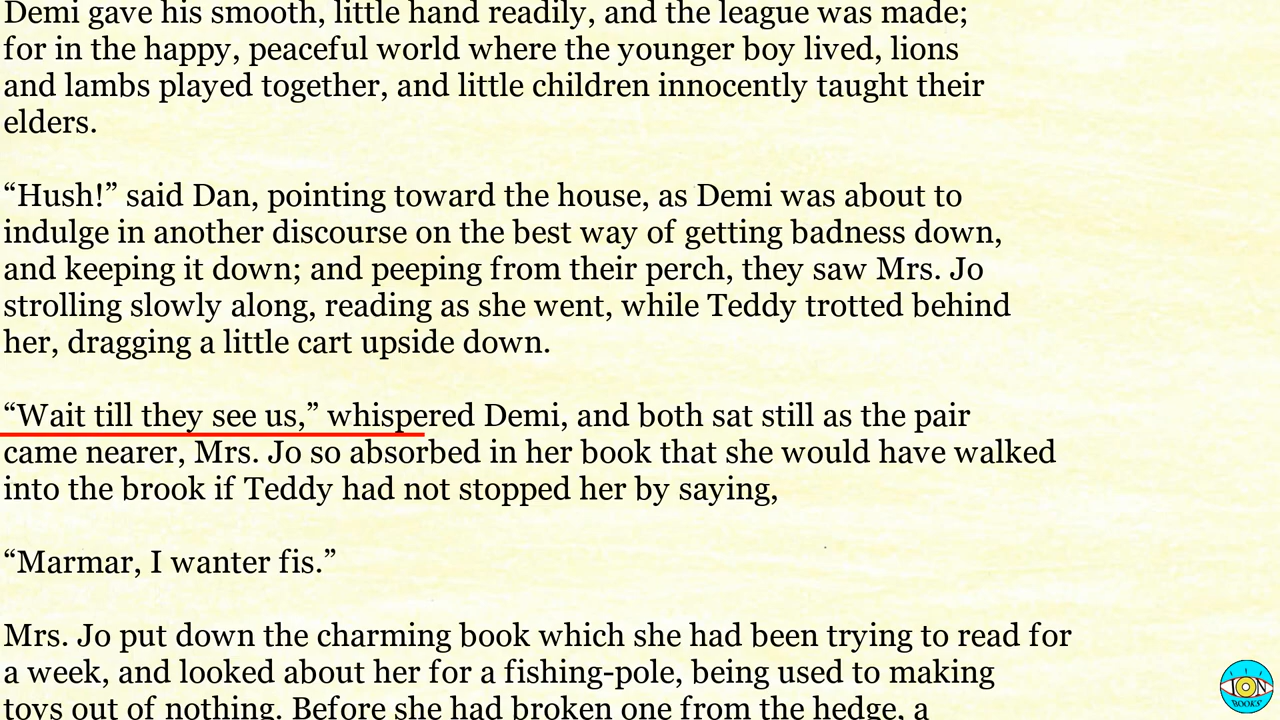 Demi gave his smooth, little hand readily, and the league was made;
for in the happy, peaceful world where the younger boy lived, lions
and lambs played together, and little children innocently taught their
elders.
“Hush!” said Dan, pointing toward the house, as Demi was about to
indulge in another discourse on the best way of getting badness down,
and keeping it down; and peeping from their perch, they saw Mrs. Jo
strolling slowly along, reading as she went, while Teddy trotted behind
her, dragging a little cart upside down.
“Wait till they see us,” whispered Demi, and both sat still as the pair
came nearer, Mrs. Jo so absorbed in her book that she would have walked
into the brook if Teddy had not stopped her by saying,
“Marmar, I wanter fis.”
Mrs. Jo put down the charming book which she had been trying to read for
a week, and looked about her for a fishing-pole, being used to making
toys out of nothing. Before she had broken one from the hedge, a
ION
BOOKS